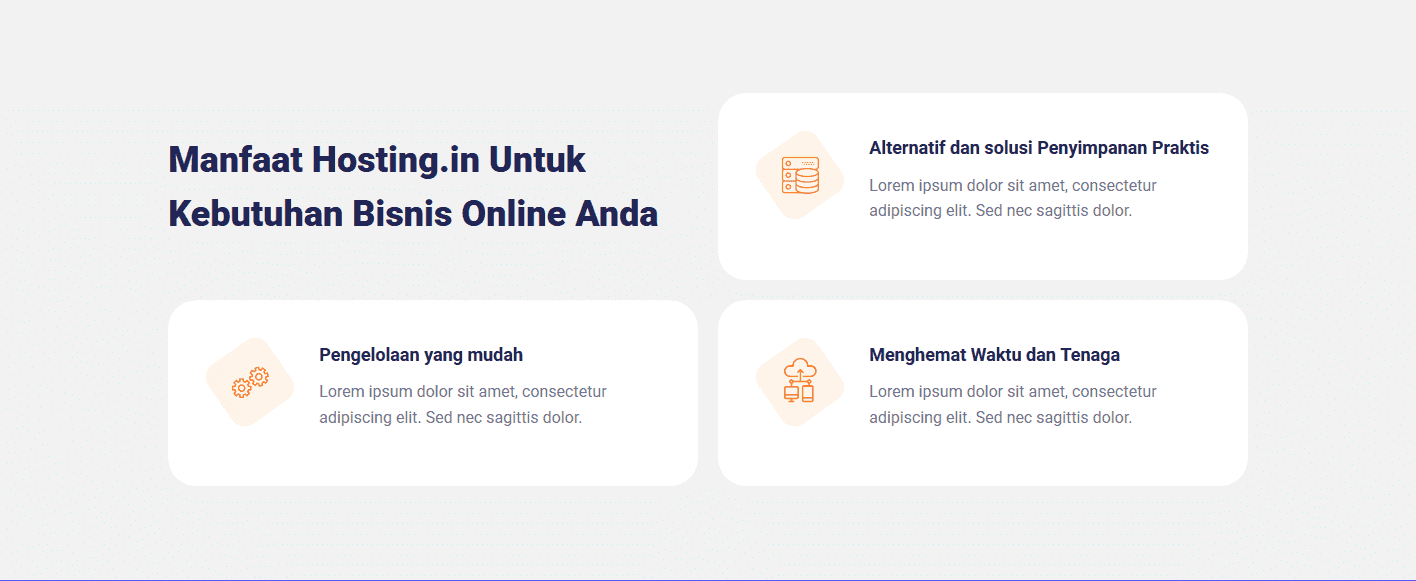 Manfaat Hosting.in Untuk
Kebutuhan Bisnis Online Anda
Alternatif dan solusi Penyimpanan Praktis
Lorem ipsum dolor sit amet, consectetur
adipiscing elit. Sed nec sagittis dolor.
Pengelolaan yang mudah
Lorem ipsum dolor sit amet, consectetur
adipiscing elit. Sed nec sagittis dolor.
Menghemat Waktu dan Tenaga
Lorem ipsum dolor sit amet, consectetur
adipiscing elit. Sed nec sagittis dolor.